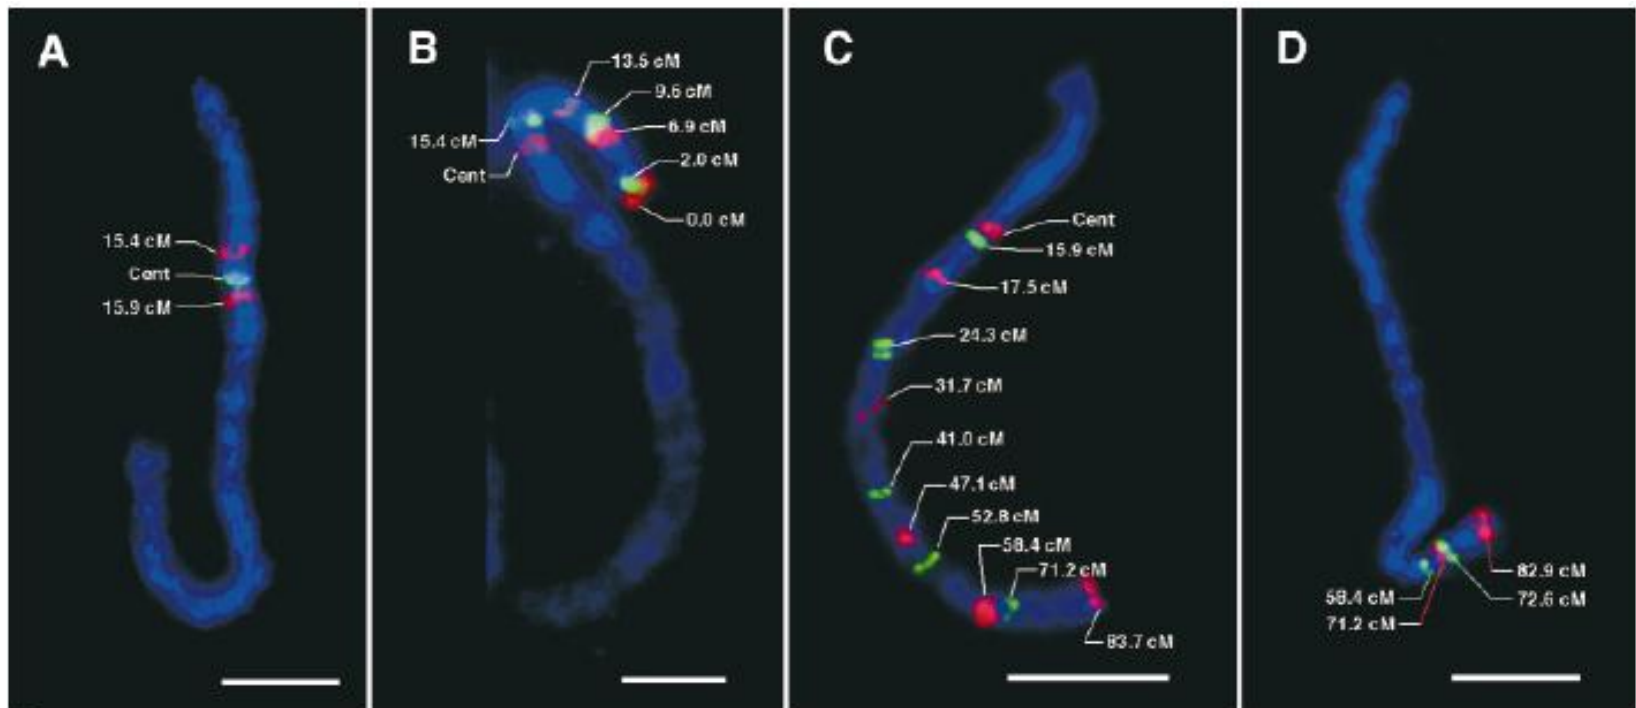 A
15.4 cM
Cent
15.9 cM
B
13.5 cM
9.6 cM
6.9 cM
15.4 cM
2.0 cM
Cent
0.0 cM
C
Cent
15.9 cM
17.5 cM
24.3 cM
31.7 cM
41.0 cM
47.1 cM
52.8 cM
58.4 cM
71.2 cM
83.7 cM
D
82.9 cM
58.4 cM
72.6 cM
71.2 cM